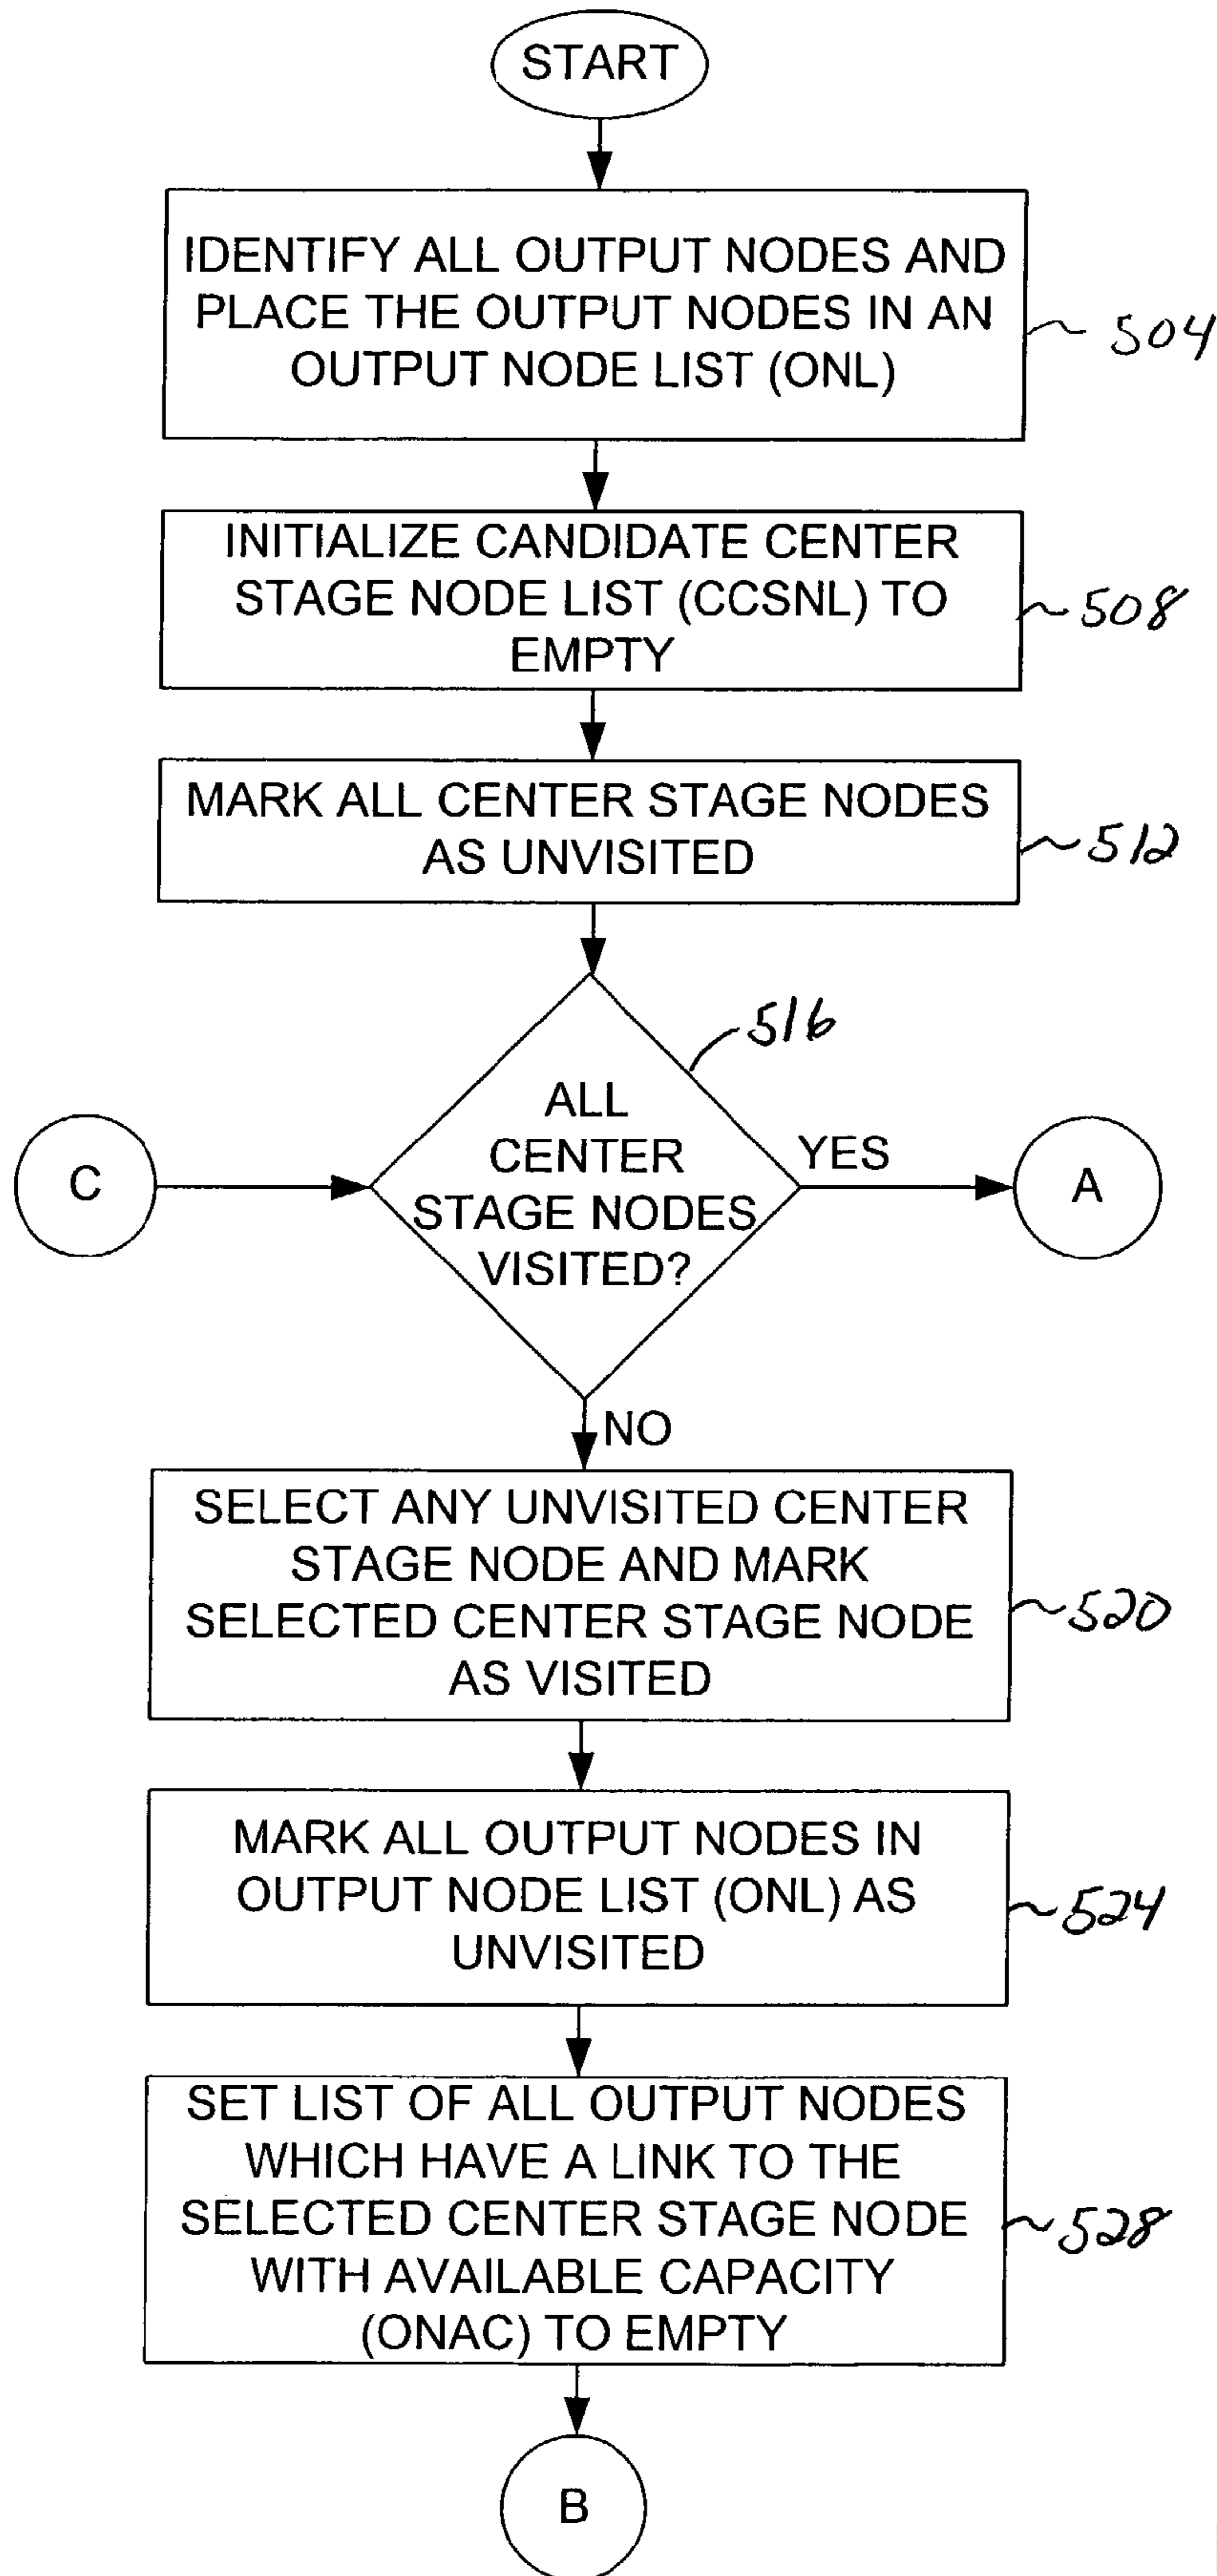 START
IDENTIFY ALL OUTPUT NODES AND
PLACE THE OUTPUT NODES IN AN
OUTPUT NODE LIST (ONL)
504
INITIALIZE CANDIDATE CENTER
STAGE NODE LIST (CCSNL) TO
EMPTY
508
MARK ALL CENTER STAGE NODES
AS UNVISITED
512
516
ALL
CENTER
STAGE NODES
VISITED?
C
YES
A
NO
SELECT ANY UNVISITED CENTER
STAGE NODE AND MARK
SELECTED CENTER STAGE NODE
AS VISITED
520
MARK ALL OUTPUT NODES IN
OUTPUT NODE LIST (ONL) AS
UNVISITED
524
SET LIST OF ALL OUTPUT NODES
WHICH HAVE A LINK TO THE
SELECTED CENTER STAGE NODE
WITH AVAILABLE CAPACITY
(ONAC) TO EMPTY
528
B